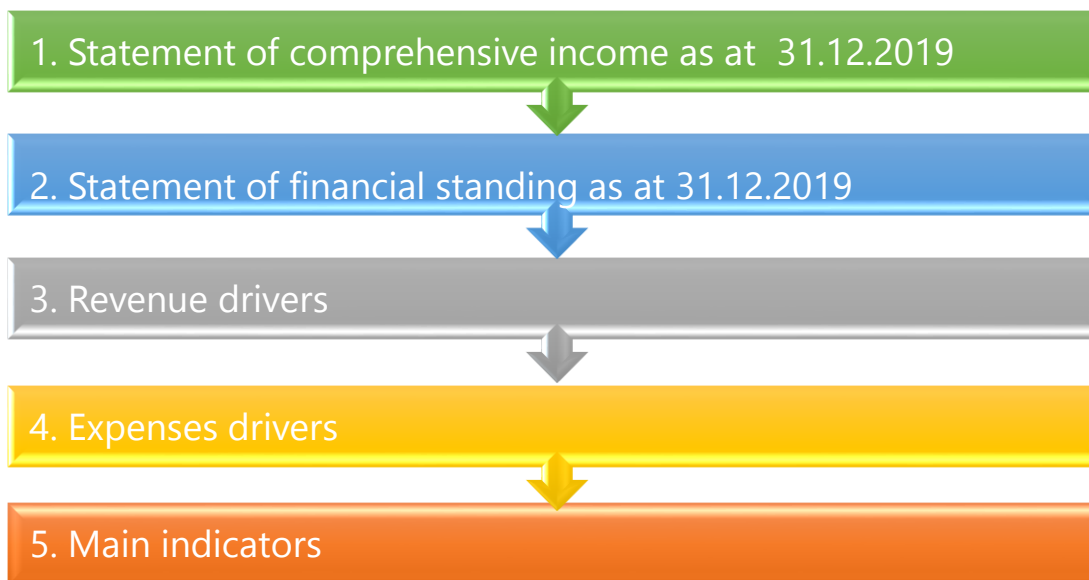 1. Statement of comprehensive income as at 31.12.2019
2. Statement of financial standing as at 31.12.2019
3. Revenue drivers
4. Expenses drivers
5. Main indicators